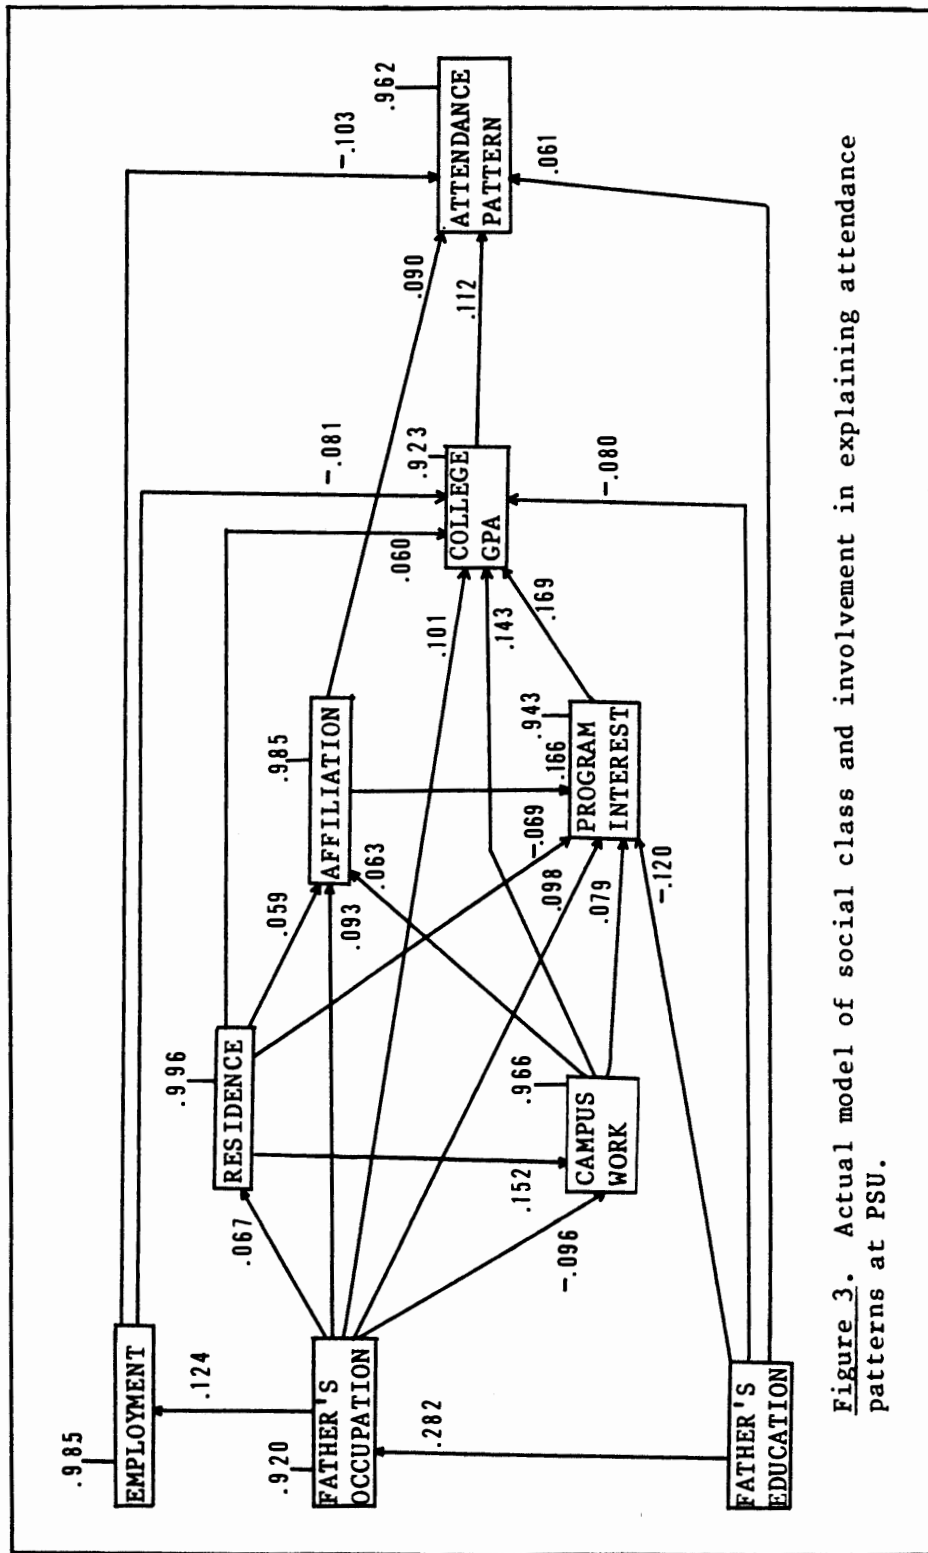 .985
EMPLOYMENT
.124
.920
FATHER'S
OCCUPATION
.282
FATHER'S
EDUCATION
.067
-.096
.996
RESIDENCE
.152
.966
CAMPUS
WORK
.059
.093
.063
.985
AFFILIATION
-.069
.166
.098
.079
-.120
.943
PROGRAM
INTEREST
.101
.143
.169
.060
-.081
.923
COLLEGE
GPA
-.080
.090
.112
-.103
.962
ATTENDANCE
PATTERN
.061
Figure 3. Actual model of social class and involvement in explaining attendance
patterns at PSU.